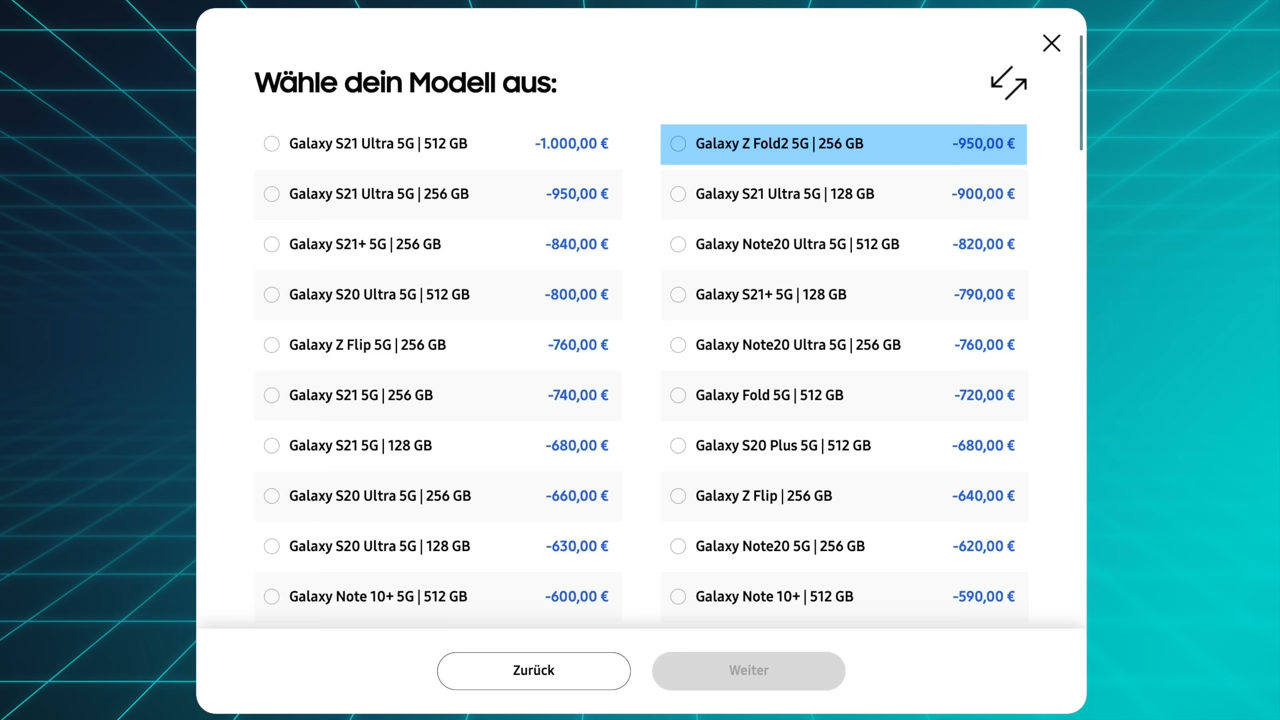 Wähle dein Modell aus:
Galaxy S21 Ultra 5G | 512 GB -1.000,00 €
Galaxy Z Fold2 5G | 256 GB -950,00 €
Galaxy S21 Ultra 5G | 256 GB -950,00 €
Galaxy S21 Ultra 5G | 128 GB -900,00 €
Galaxy S21+ 5G | 256 GB -840,00 €
Galaxy Note20 Ultra 5G | 512 GB -820,00 €
Galaxy S20 Ultra 5G | 512 GB -800,00 €
Galaxy S21+ 5G | 128 GB -790,00 €
Galaxy Z Flip 5G | 256 GB -760,00 €
Galaxy Note20 Ultra 5G | 256 GB -760,00 €
Galaxy S21 5G | 256 GB -740,00 €
Galaxy Fold 5G | 512 GB -720,00 €
Galaxy S21 5G | 128 GB -680,00 €
Galaxy S20 Plus 5G | 512 GB -680,00 €
Galaxy S20 Ultra 5G | 256 GB -660,00 €
Galaxy Z Flip | 256 GB -640,00 €
Galaxy S20 Ultra 5G | 128 GB -630,00 €
Galaxy Note20 5G | 256 GB -620,00 €
Galaxy Note 10+ 5G | 512 GB -600,00 €
Galaxy Note 10+ | 512 GB -590,00 €
Zurück
Weiter